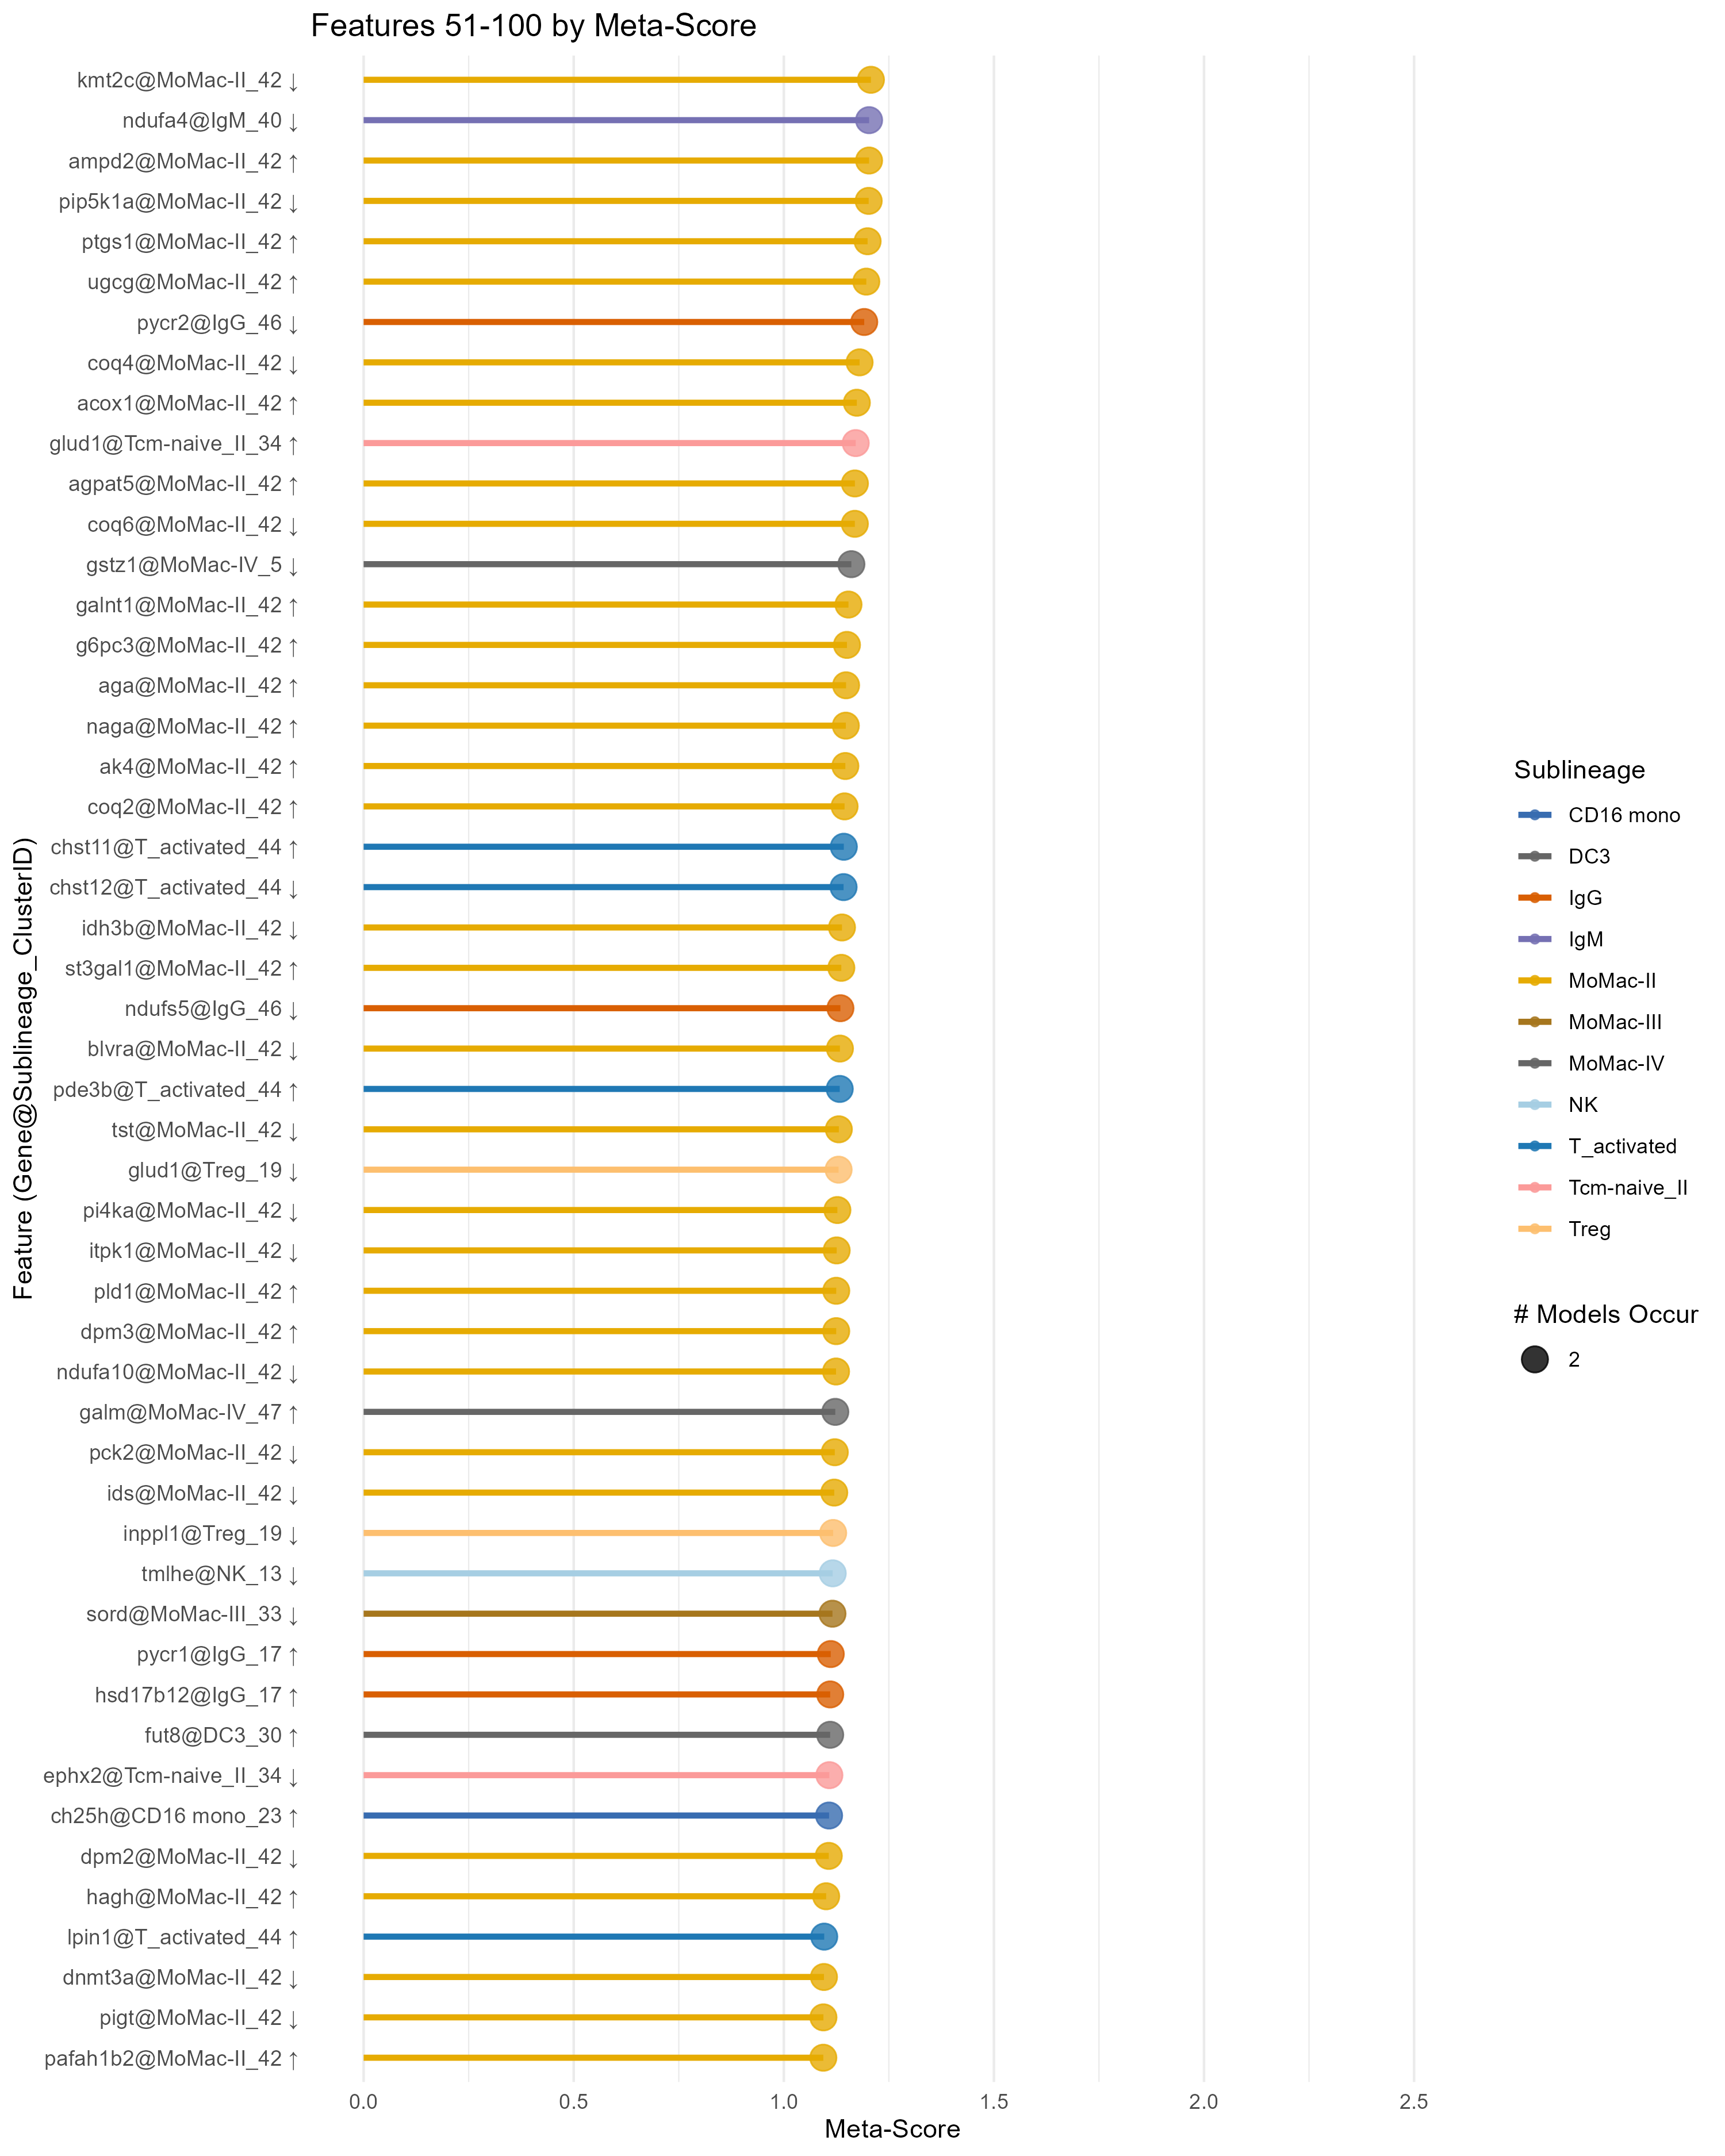 Features 51-100 by Meta-Score
kmt2c@MoMac-II_42 ↓
ndufa4@IgM_40 ↓
ampd2@MoMac-II_42 ↑
pip5k1a@MoMac-II_42 ↓
ptgs1@MoMac-II_42 ↑
ugcg@MoMac-II_42 ↑
pycr2@IgG_46 ↓
coq4@MoMac-II_42 ↓
acox1@MoMac-II_42 ↑
glud1@Tcm-naive_II_34 ↑
agpat5@MoMac-II_42 ↑
coq6@MoMac-II_42 ↓
gstz1@MoMac-IV_5 ↓
galnt1@MoMac-II_42 ↑
g6pc3@MoMac-II_42 ↑
aga@MoMac-II_42 ↑
naga@MoMac-II_42 ↑
ak4@MoMac-II_42 ↑
coq2@MoMac-II_42 ↑
chst11@T_activated_44 ↑
chst12@T_activated_44 ↓
idh3b@MoMac-II_42 ↓
st3gal1@MoMac-II_42 ↑
ndufs5@IgG_46 ↓
blvra@MoMac-II_42 ↓
pde3b@T_activated_44 ↑
tst@MoMac-II_42 ↓
glud1@Treg_19 ↓
pi4ka@MoMac-II_42 ↓
itpk1@MoMac-II_42 ↓
pld1@MoMac-II_42 ↑
dpm3@MoMac-II_42 ↑
ndufa10@MoMac-II_42 ↓
galm@MoMac-IV_47 ↑
pck2@MoMac-II_42 ↓
ids@MoMac-II_42 ↓
inppl1@Treg_19 ↓
tmlhe@NK_13 ↓
sord@MoMac-III_33 ↓
pycr1@IgG_17 ↑
hsd17b12@IgG_17 ↑
fut8@DC3_30 ↑
ephx2@Tcm-naive_II_34 ↓
ch25h@CD16 mono_23 ↑
dpm2@MoMac-II_42 ↓
hagh@MoMac-II_42 ↑
lpin1@T_activated_44 ↑
dnmt3a@MoMac-II_42 ↓
pigt@MoMac-II_42 ↓
pafah1b2@MoMac-II_42 ↑
Feature (Gene@Sublineage_ClusterID)
0.0 0.5 1.0 1.5 2.0 2.5
Meta-Score
Sublineage
CD16 mono
DC3
IgG
IgM
MoMac-II
MoMac-III
MoMac-IV
NK
T_activated
Tcm-naive_II
Treg
# Models Occur
2